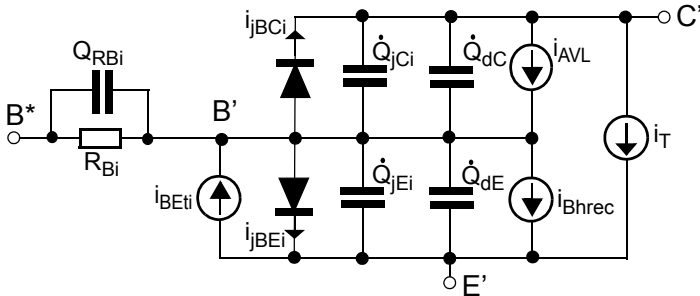 i_jBCi
C'
Q_RBi
Q̇_jCi
Q̇_dC
i_AVL
B*
B'
R_Bi
i_T
i_BEti
Q̇_jEi
Q̇_dE
i_Bhrec
i_jBEi
E'